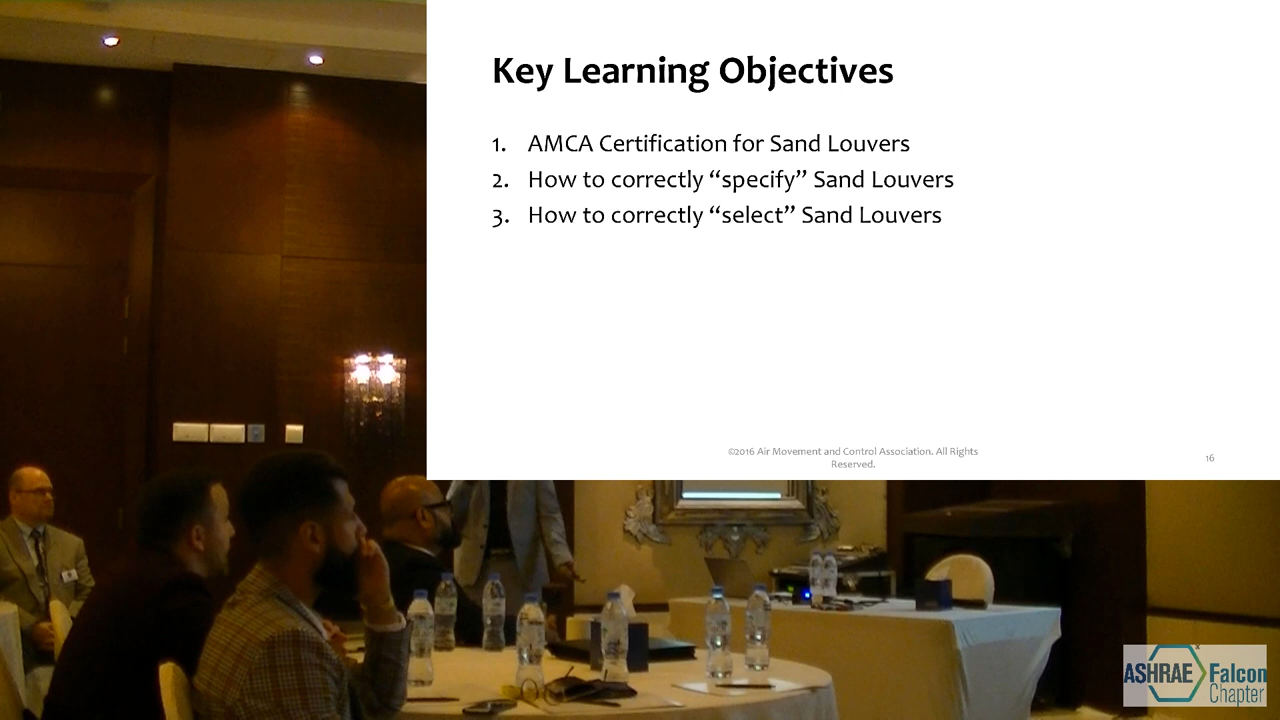 Key Learning Objectives
1. AMCA Certification for Sand Louvers
2. How to correctly “specify” Sand Louvers
3. How to correctly “select” Sand Louvers
©2016 Air Movement and Control Association. All Rights
Reserved.
16
ASHRAE Falcon
Chapter